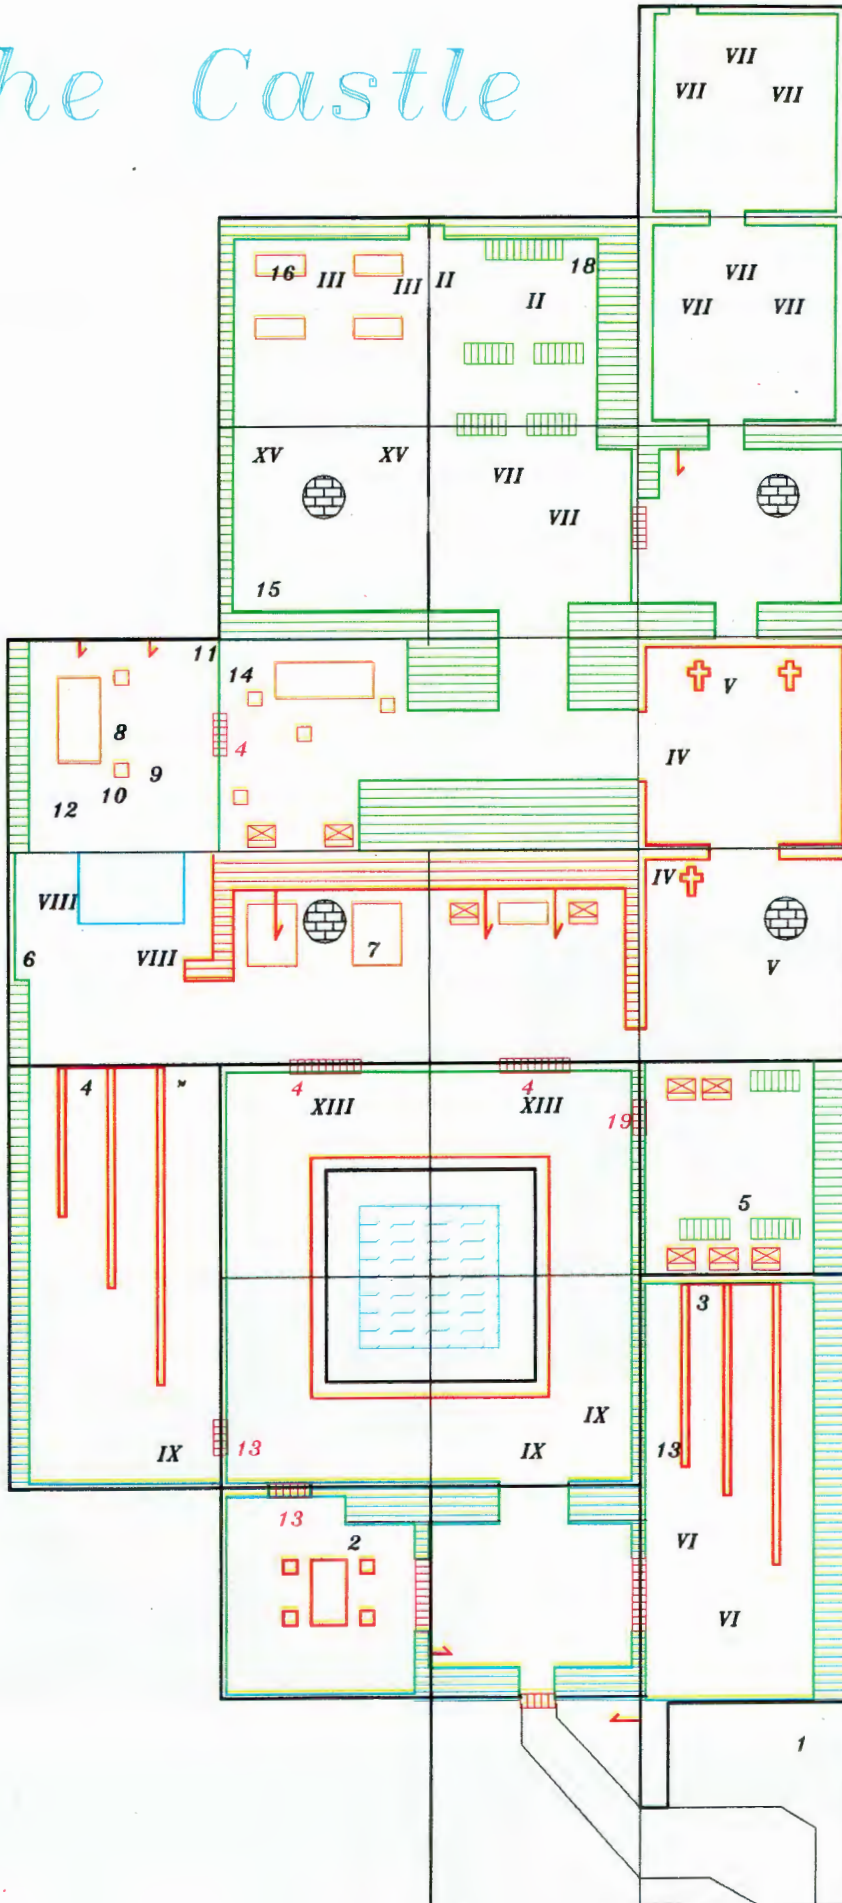 he Castle
VII
VII VII
VII
VII VII
16 III III II 18
II
XV XV VII
VII
15
11
14 V
8 4
9 IV
10
12
IV
VIII
7
6 VIII V
4 " 4 4
XIII XIII 19
5
3
IX
IX 13 IX 13
13
2 VI
VI
1